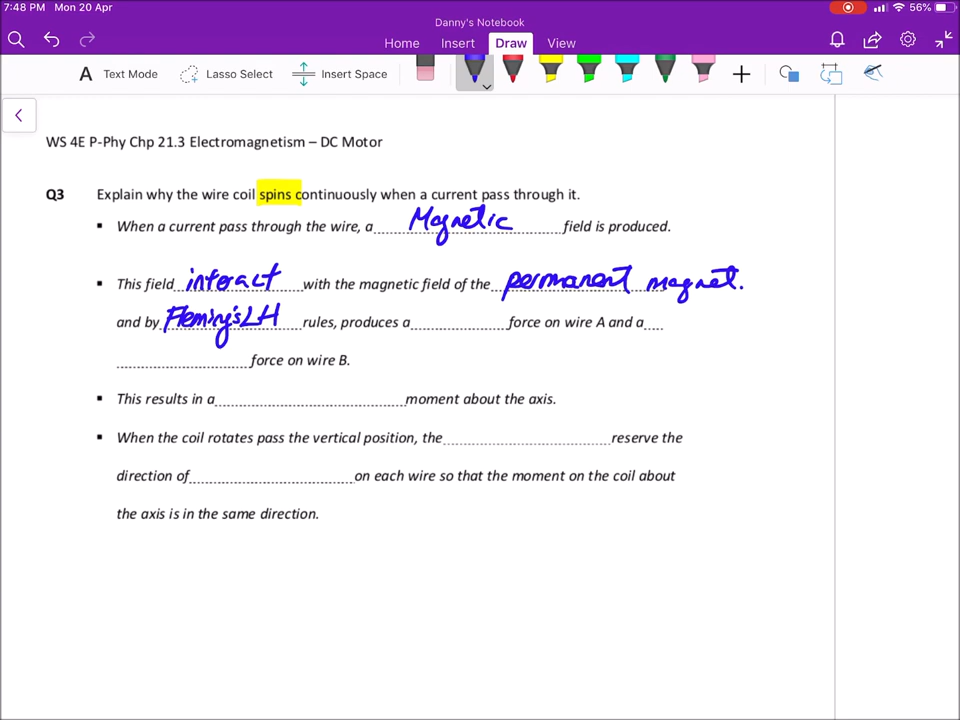 7:48 PM Mon 20 Apr 56%
Danny's Notebook
Home Insert Draw View
A Text Mode Lasso Select Insert Space
WS 4E P-Phy Chp 21.3 Electromagnetism – DC Motor
Q3 Explain why the wire coil spins continuously when a current pass through it.
▪ When a current pass through the wire, a Magnetic field is produced.
▪ This field interact with the magnetic field of the permanent magnet.
and by Fleming's LH rules, produces a force on wire A and a
force on wire B.
▪ This results in a moment about the axis.
▪ When the coil rotates pass the vertical position, the reserve the
direction of on each wire so that the moment on the coil about
the axis is in the same direction.